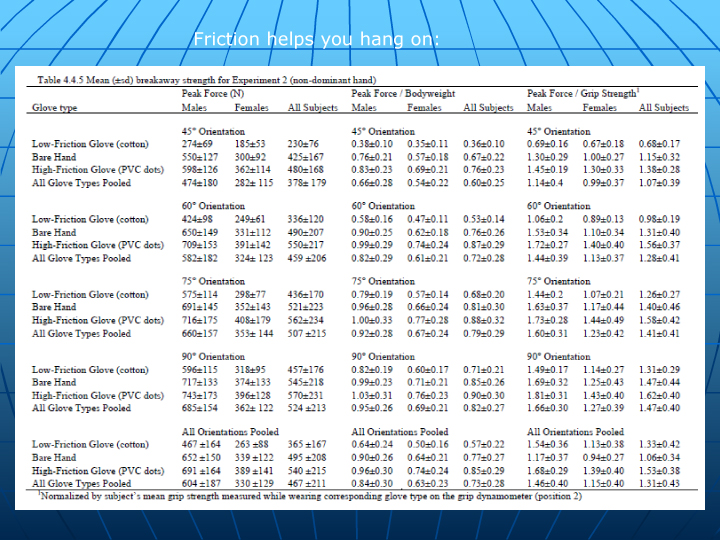 Friction helps you hang on:
Table 4.4.5 Mean (±sd) breakaway strength for Experiment 2 (non-dominant hand)
Peak Force (N) Peak Force / Bodyweight Peak Force / Grip Strength1
Glove type Males Females All Subjects Males Females All Subjects Males Females All Subjects
45° Orientation 45° Orientation 45° Orientation
Low-Friction Glove (cotton) 274±69 185±53 230±76 0.38±0.10 0.35±0.11 0.36±0.10 0.69±0.16 0.67±0.18 0.68±0.17
Bare Hand 550±127 300±92 425±167 0.76±0.21 0.57±0.18 0.67±0.22 1.30±0.29 1.00±0.27 1.15±0.32
High-Friction Glove (PVC dots) 598±126 362±114 480±168 0.83±0.23 0.69±0.21 0.76±0.23 1.45±0.19 1.30±0.33 1.38±0.28
All Glove Types Pooled 474±180 282± 115 378± 179 0.66±0.28 0.54±0.22 0.60±0.25 1.14±0.4 0.99±0.37 1.07±0.39
60° Orientation 60° Orientation 60° Orientation
Low-Friction Glove (cotton) 424±98 249±61 336±120 0.58±0.16 0.47±0.11 0.53±0.14 1.06±0.2 0.89±0.13 0.98±0.19
Bare Hand 650±149 331±112 490±207 0.90±0.25 0.62±0.18 0.76±0.26 1.53±0.34 1.10±0.34 1.31±0.40
High-Friction Glove (PVC dots) 709±153 391±142 550±217 0.99±0.29 0.74±0.24 0.87±0.29 1.72±0.27 1.40±0.40 1.56±0.37
All Glove Types Pooled 582±182 324± 123 459 ±206 0.82±0.29 0.61±0.21 0.72±0.28 1.44±0.39 1.13±0.37 1.28±0.41
75° Orientation 75° Orientation 75° Orientation
Low-Friction Glove (cotton) 575±114 298±77 436±170 0.79±0.19 0.57±0.14 0.68±0.20 1.44±0.2 1.07±0.21 1.26±0.27
Bare Hand 691±145 352±143 521±223 0.96±0.28 0.66±0.24 0.81±0.30 1.63±0.37 1.17±0.44 1.40±0.46
High-Friction Glove (PVC dots) 716±175 408±179 562±234 1.00±0.33 0.77±0.28 0.88±0.32 1.73±0.28 1.44±0.49 1.58±0.42
All Glove Types Pooled 660±157 353± 144 507 ±215 0.92±0.28 0.67±0.24 0.79±0.29 1.60±0.31 1.23±0.42 1.41±0.41
90° Orientation 90° Orientation 90° Orientation
Low-Friction Glove (cotton) 596±115 318±95 457±176 0.82±0.19 0.60±0.17 0.71±0.21 1.49±0.17 1.14±0.27 1.31±0.29
Bare Hand 717±133 374±133 545±218 0.99±0.23 0.71±0.21 0.85±0.26 1.69±0.32 1.25±0.43 1.47±0.44
High-Friction Glove (PVC dots) 743±173 396±128 570±231 1.03±0.31 0.76±0.23 0.90±0.30 1.81±0.31 1.43±0.40 1.62±0.40
All Glove Types Pooled 685±154 362± 122 524 ±213 0.95±0.26 0.69±0.21 0.82±0.27 1.66±0.30 1.27±0.39 1.47±0.40
All Orientations Pooled All Orientations Pooled All Orientations Pooled
Low-Friction Glove (cotton) 467 ±164 263 ±88 365 ±167 0.64±0.24 0.50±0.16 0.57±0.22 1.54±0.36 1.13±0.38 1.33±0.42
Bare Hand 652 ±150 339 ±122 495 ±208 0.90±0.26 0.64±0.21 0.77±0.27 1.17±0.37 0.94±0.27 1.06±0.34
High-Friction Glove (PVC dots) 691 ±164 389 ±141 540 ±215 0.96±0.30 0.74±0.24 0.85±0.29 1.68±0.29 1.39±0.40 1.53±0.38
All Glove Types Pooled 604 ±187 330 ±129 467 ±211 0.84±0.30 0.63±0.23 0.73±0.28 1.46±0.40 1.15±0.40 1.31±0.43
1Normalized by subject's mean grip strength measured while wearing corresponding glove type on the grip dynamometer (position 2)